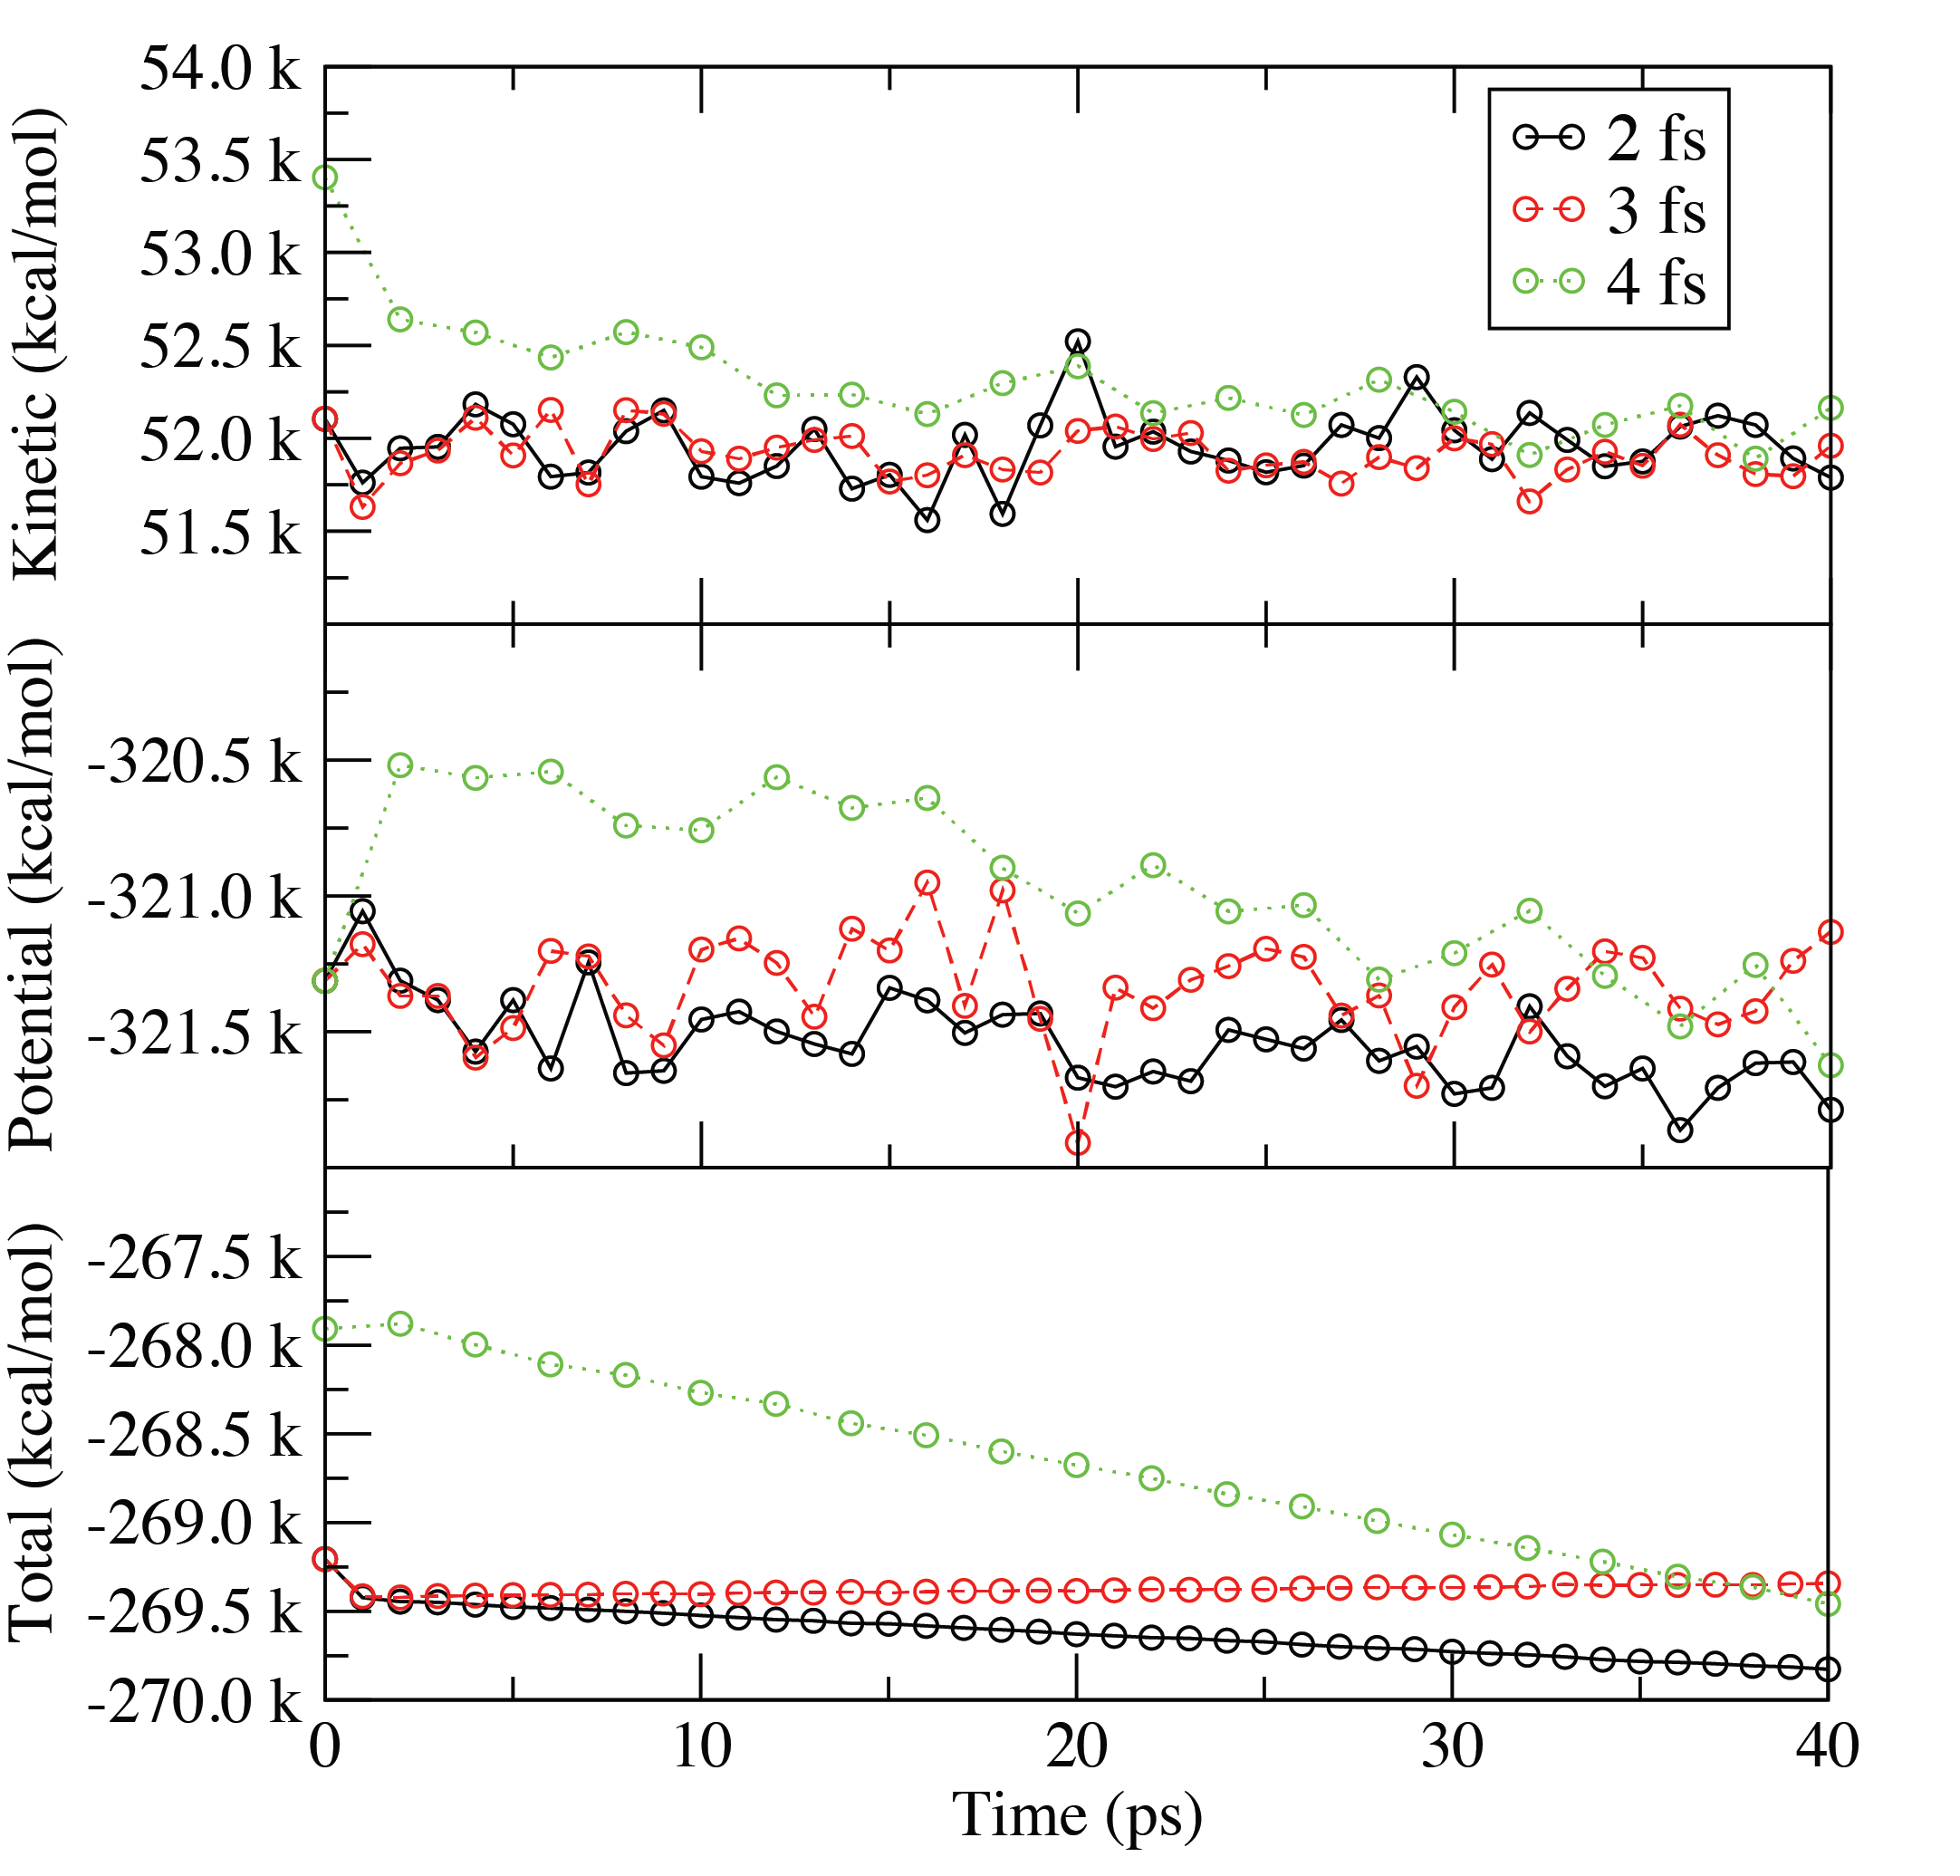 Kinetic (kcal/mol)
54.0 k
53.5 k
53.0 k
52.5 k
52.0 k
51.5 k
2 fs
3 fs
4 fs
Potential (kcal/mol)
-320.5 k
-321.0 k
-321.5 k
Total (kcal/mol)
-267.5 k
-268.0 k
-268.5 k
-269.0 k
-269.5 k
-270.0 k
0 10 20 30 40
Time (ps)